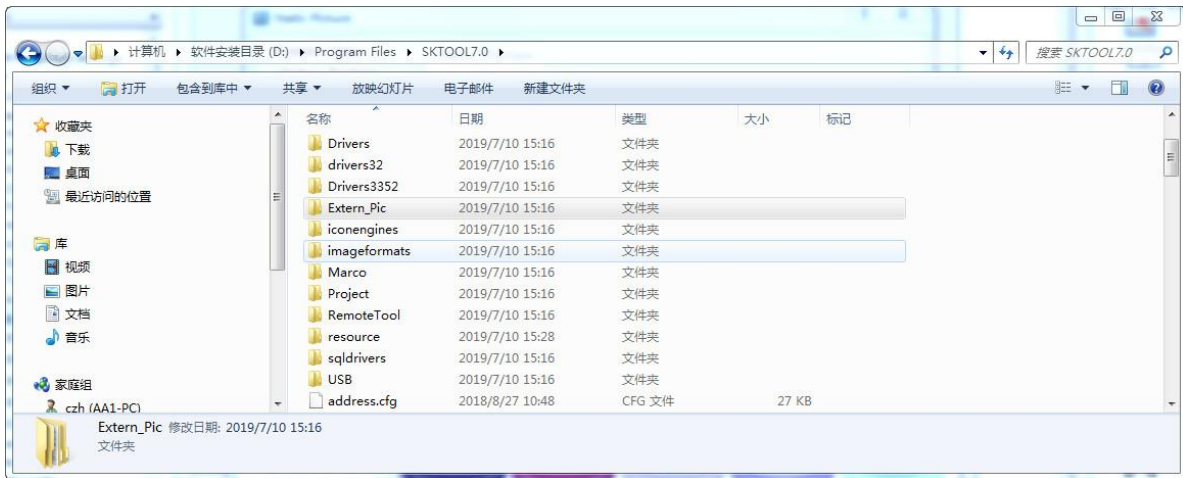 计算机 ▸ 软件安装目录 (D:) ▸ Program Files ▸ SKTOOL7.0 ▸
搜索 SKTOOL7.0
组织 打开 包含到库中 共享 放映幻灯片 电子邮件 新建文件夹
收藏夹
下载
桌面
最近访问的位置
库
视频
图片
文档
音乐
家庭组
czh (AA1-PC)
名称 日期 类型 大小 标记
Drivers 2019/7/10 15:16 文件夹
drivers32 2019/7/10 15:16 文件夹
Drivers3352 2019/7/10 15:16 文件夹
Extern_Pic 2019/7/10 15:16 文件夹
iconengines 2019/7/10 15:16 文件夹
imageformats 2019/7/10 15:16 文件夹
Marco 2019/7/10 15:16 文件夹
Project 2019/7/10 15:16 文件夹
RemoteTool 2019/7/10 15:16 文件夹
resource 2019/7/10 15:28 文件夹
sqldrivers 2019/7/10 15:16 文件夹
USB 2019/7/10 15:16 文件夹
address.cfg 2018/8/27 10:48 CFG 文件 27 KB
Extern_Pic 修改日期: 2019/7/10 15:16
文件夹